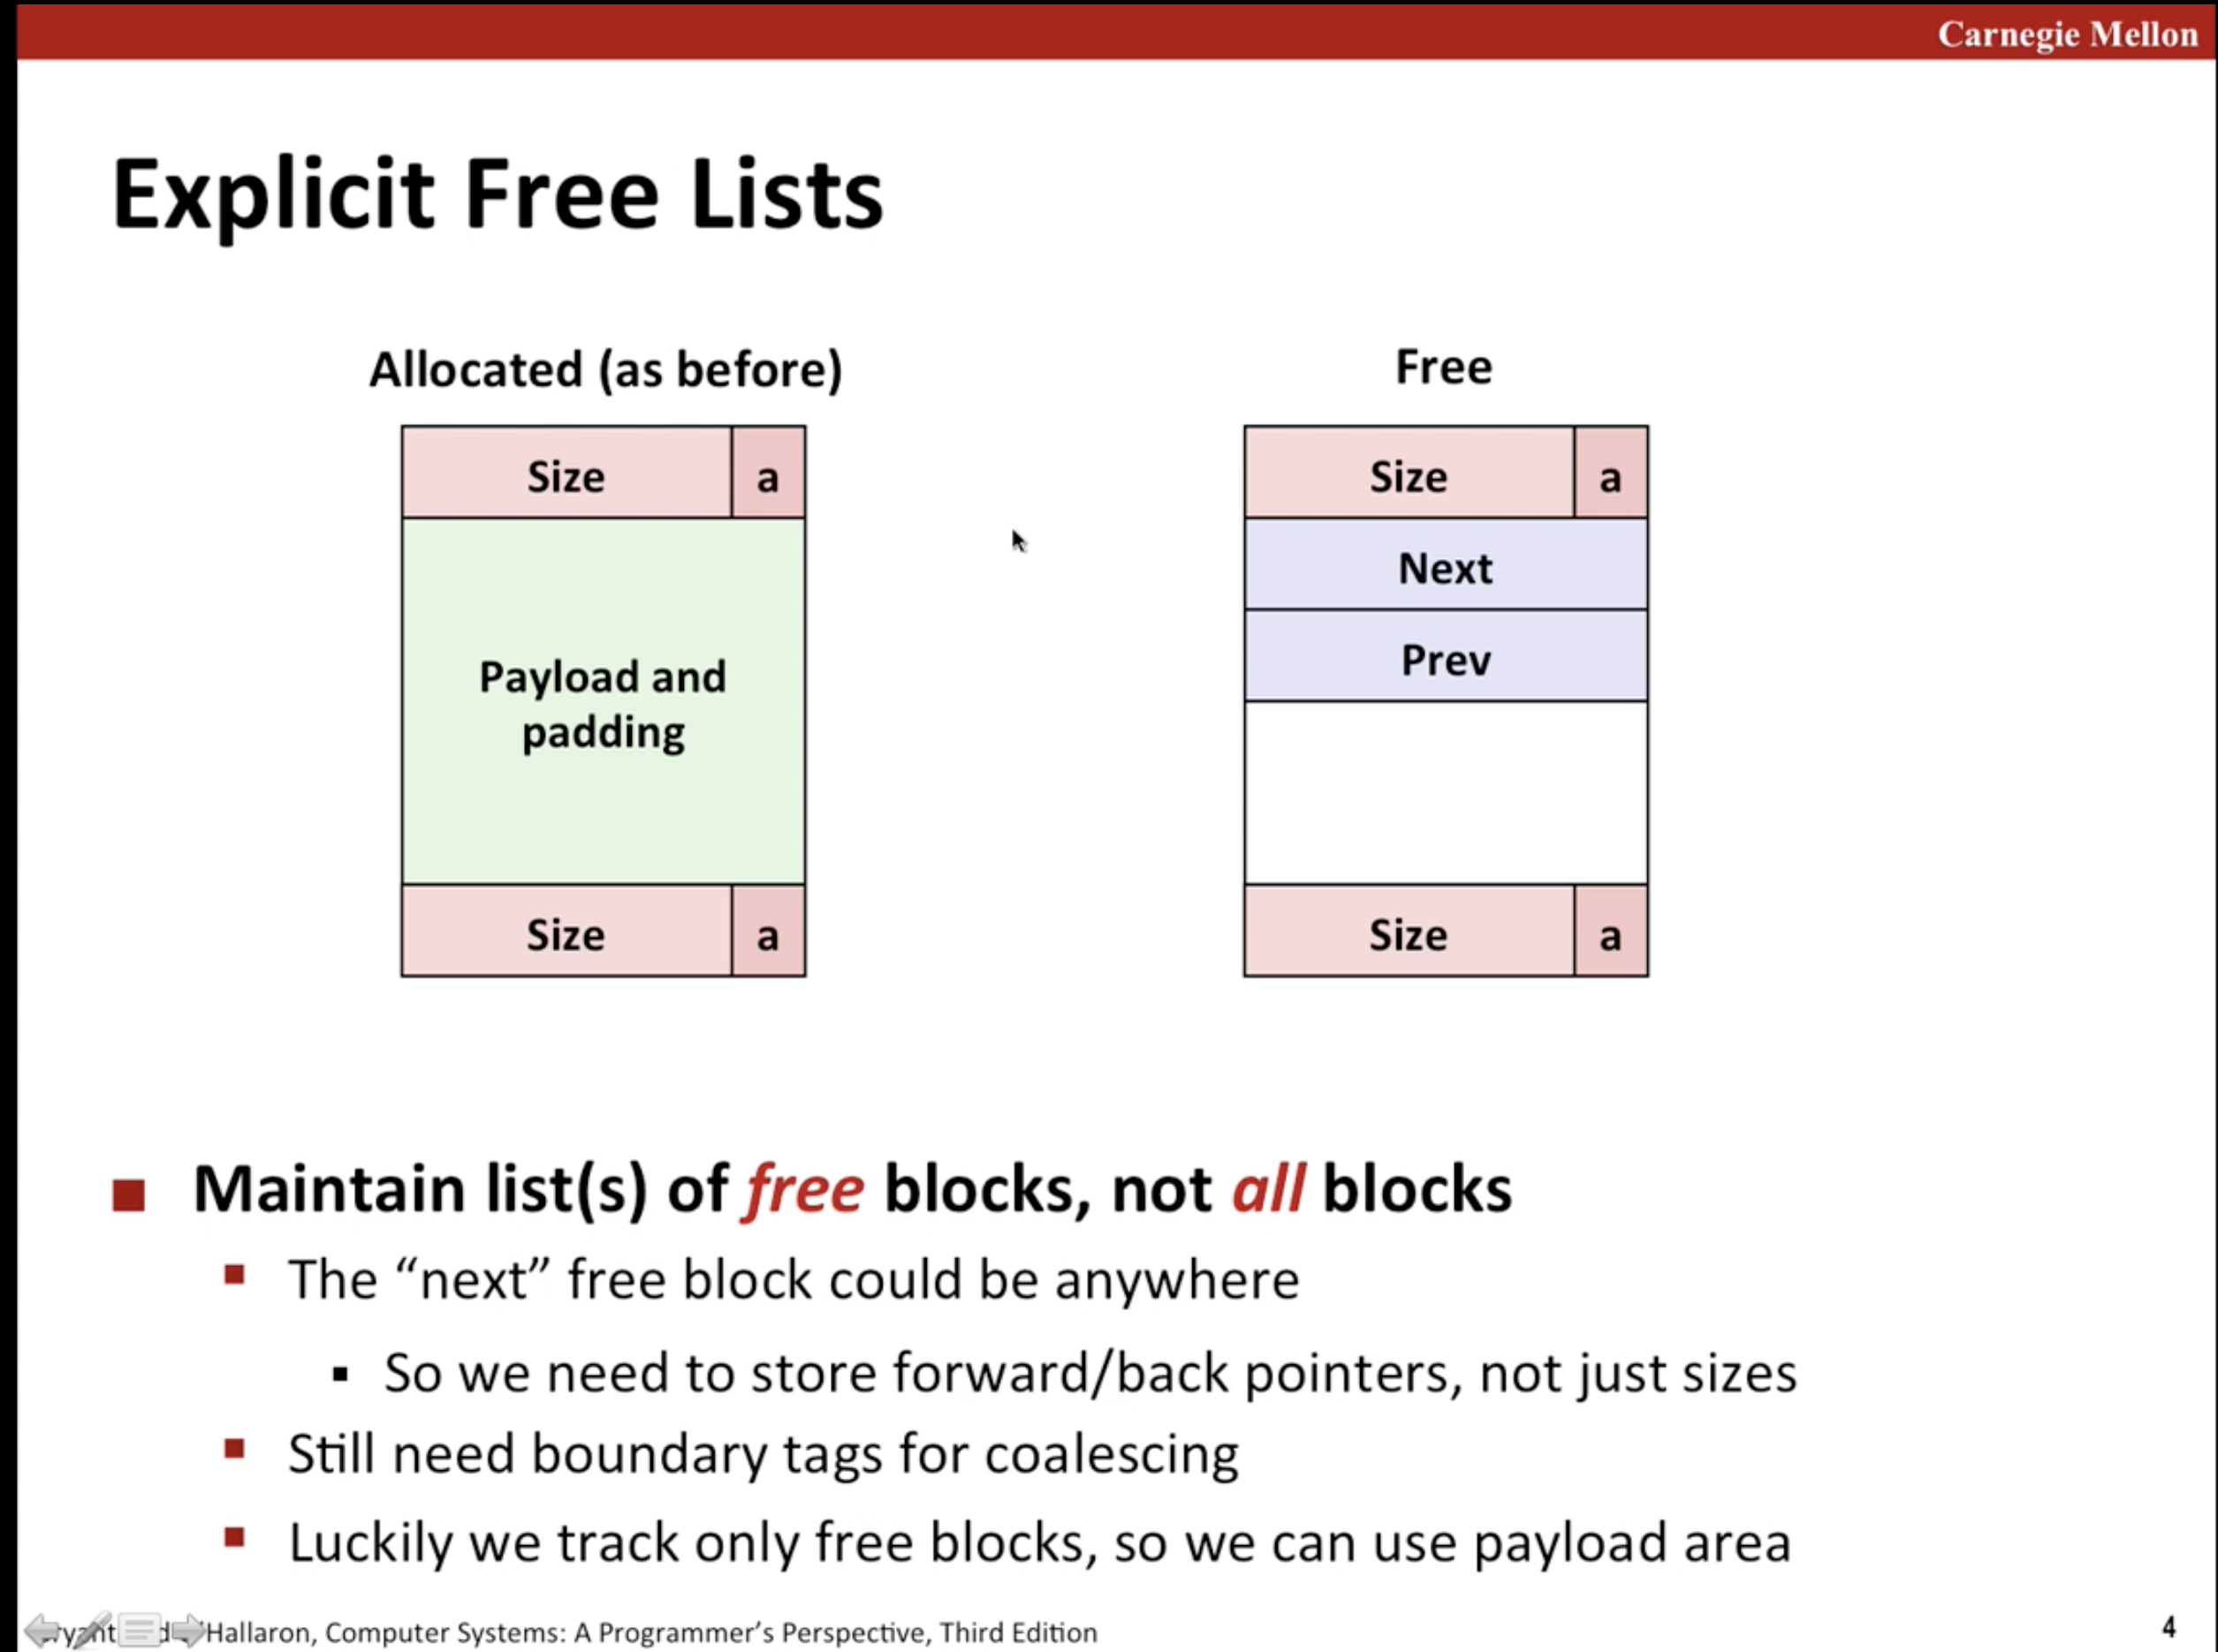 Carnegie Mellon
Explicit Free Lists
Allocated (as before)
Free
Size a
Size a
Next
Prev
Payload and
padding
Size a
Size a
Maintain list(s) of free blocks, not all blocks
The “next” free block could be anywhere
So we need to store forward/back pointers, not just sizes
Still need boundary tags for coalescing
Luckily we track only free blocks, so we can use payload area
Hallaron, Computer Systems: A Programmer’s Perspective, Third Edition
4